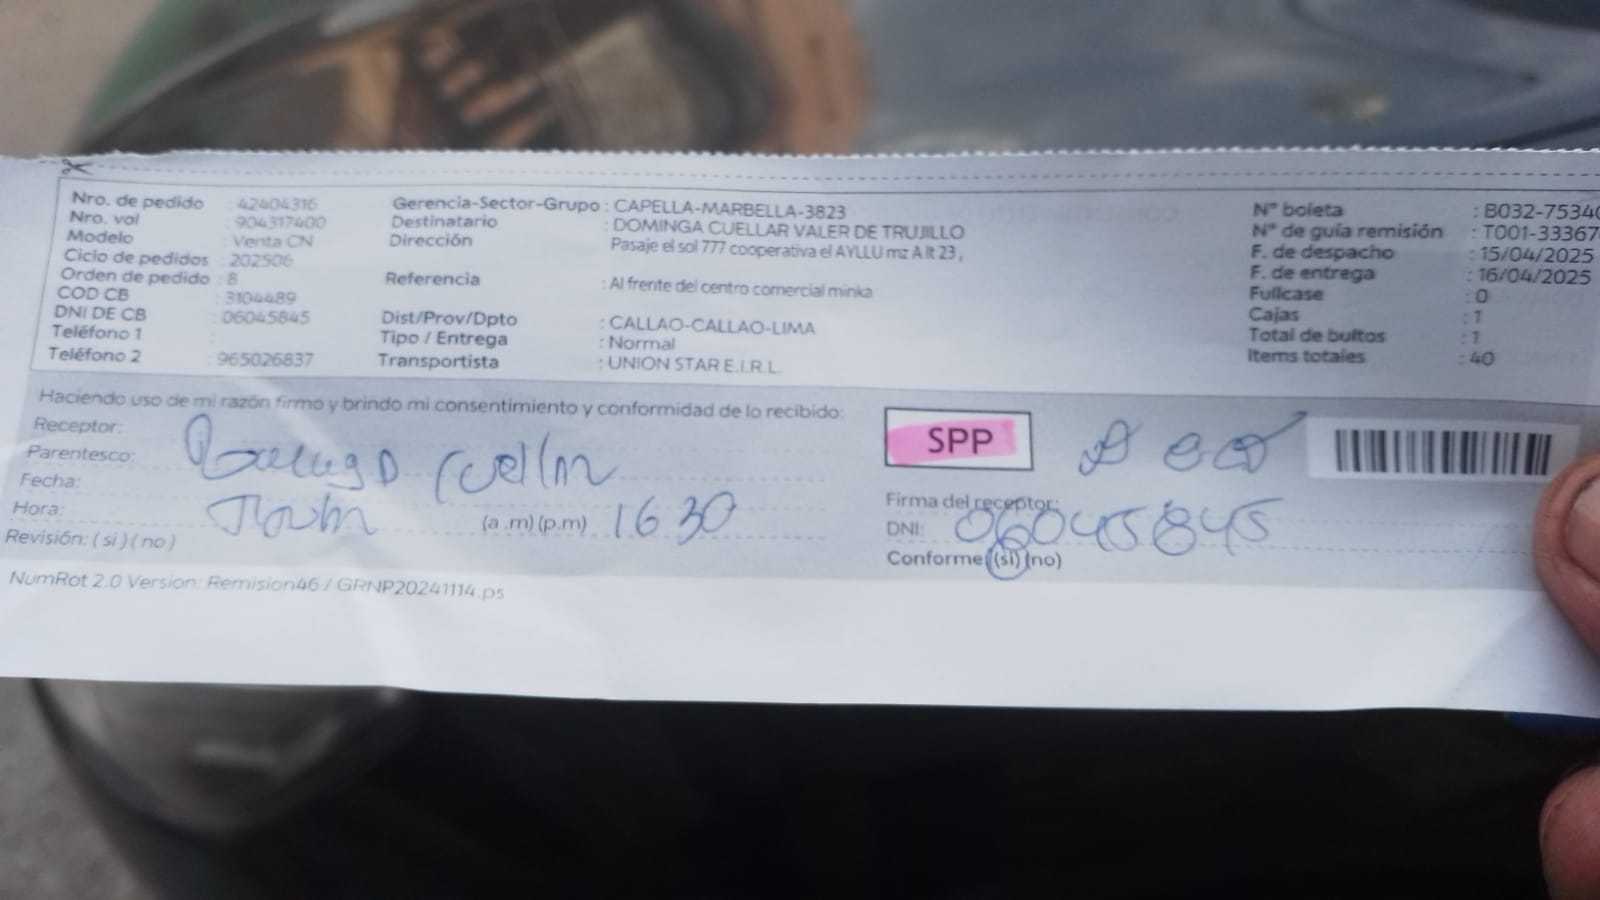 Nro. de pedido : 42404316 Gerencia-Sector-Grupo : CAPELLA-MARBELLA-3823 N° boleta : B032-7534
Nro. vol : 904317400 Destinatario : DOMINGA CUELLAR VALER DE TRUJILLO N° de guía remisión : T001-33367
Modelo : Venta CN Dirección Pasaje el sol 777 cooperativa el AYLLU mz A lt 23 , F. de despacho : 15/04/2025
Ciclo de pedidos : 202506 F. de entrega : 16/04/2025
Orden de pedido : 8 Referencia : Al frente del centro comercial minka Fullcase : 0
COD CB : 3104489 Cajas : 1
DNI DE CB : 06045845 Dist/Prov/Dpto : CALLAO-CALLAO-LIMA Total de bultos : 1
Teléfono 1 : Tipo / Entrega : Normal Items totales : 40
Teléfono 2 : 965026837 Transportista : UNION STAR E.I.R.L.
Haciendo uso de mi razón firmo y brindo mi consentimiento y conformidad de lo recibido:
Receptor:
SPP
Parentesco:
Fecha:
Firma del receptor:
Hora: (a .m) (p.m) 16 30
DNI: 06045845
Revisión: ( si ) ( no )
Conforme (si) (no)
NumRot 2.0 Version: Remision46 / GRNP20241114.ps